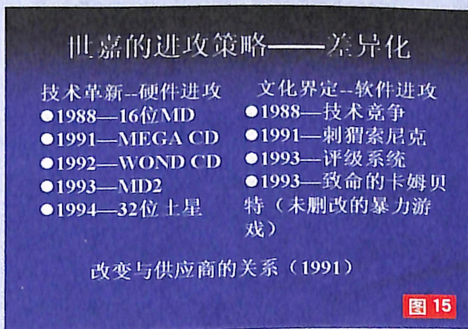 世嘉的进攻策略——差异化
技术革新--硬件进攻
●1988—16位MD
●1991—MEGA CD
●1992—WOND CD
●1993—MD2
●1994—32位土星
文化界定--软件进攻
●1988—技术竞争
●1991—刺猬索尼克
●1993—评级系统
●1993—致命的卡姆贝
特（未删改的暴力游
戏）
改变与供应商的关系（1991）
图 15